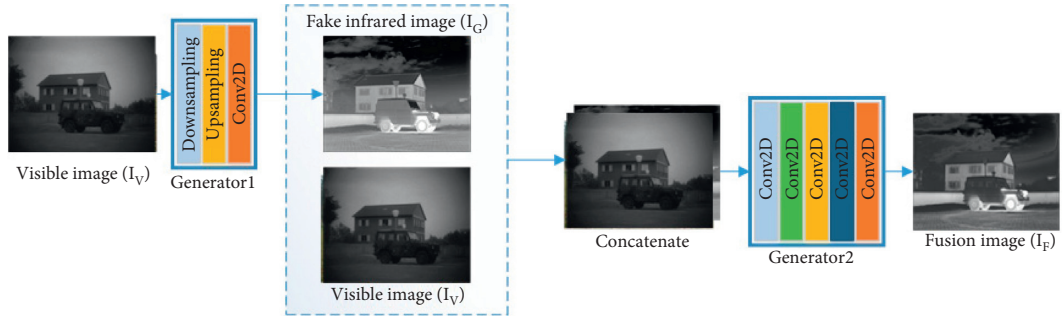 Visible image (I_V)
Downsampling
Upsampling
Conv2D
Generator1
Fake infrared image (I_G)
Visible image (I_V)
Concatenate
Conv2D
Conv2D
Conv2D
Conv2D
Conv2D
Generator2
Fusion image (I_F)